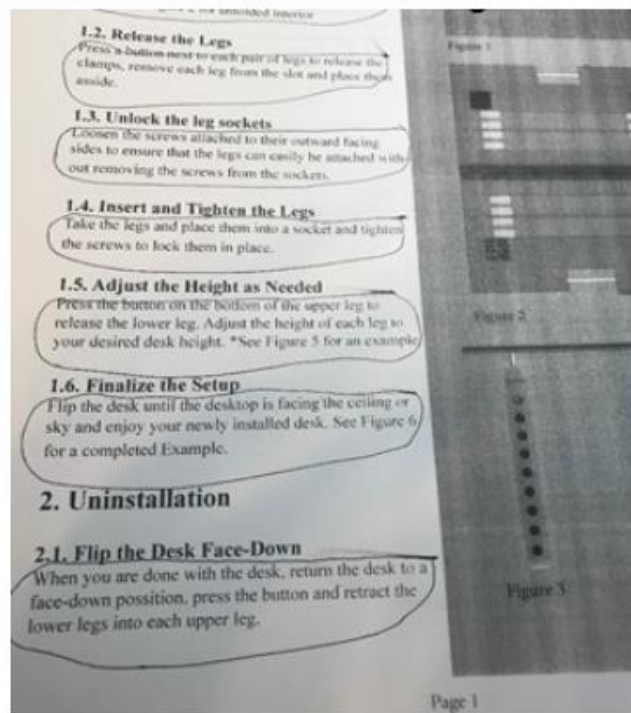 unfolded interior
1.2. Release the Legs
Press a button next to each pair of legs to release the
clamps, remove each leg from the slot and place them
asside.
1.3. Unlock the leg sockets
Loosen the screws attached to their outward facing
sides to ensure that the legs can easily be attached with-
out removing the screws from the sockets.
1.4. Insert and Tighten the Legs
Take the legs and place them into a socket and tighten
the screws to lock them in place.
1.5. Adjust the Height as Needed
Press the button on the bottom of the upper leg to
release the lower leg. Adjust the height of each leg to
your desired desk height. *See Figure 5 for an example
1.6. Finalize the Setup
Flip the desk until the desktop is facing the ceiling or
sky and enjoy your newly installed desk. See Figure 6
for a completed Example.
2. Uninstallation
2.1. Flip the Desk Face-Down
When you are done with the desk, return the desk to a
face-down possition, press the button and retract the
lower legs into each upper leg.
Figure 1
Figure 2
Figure 3
Page 1